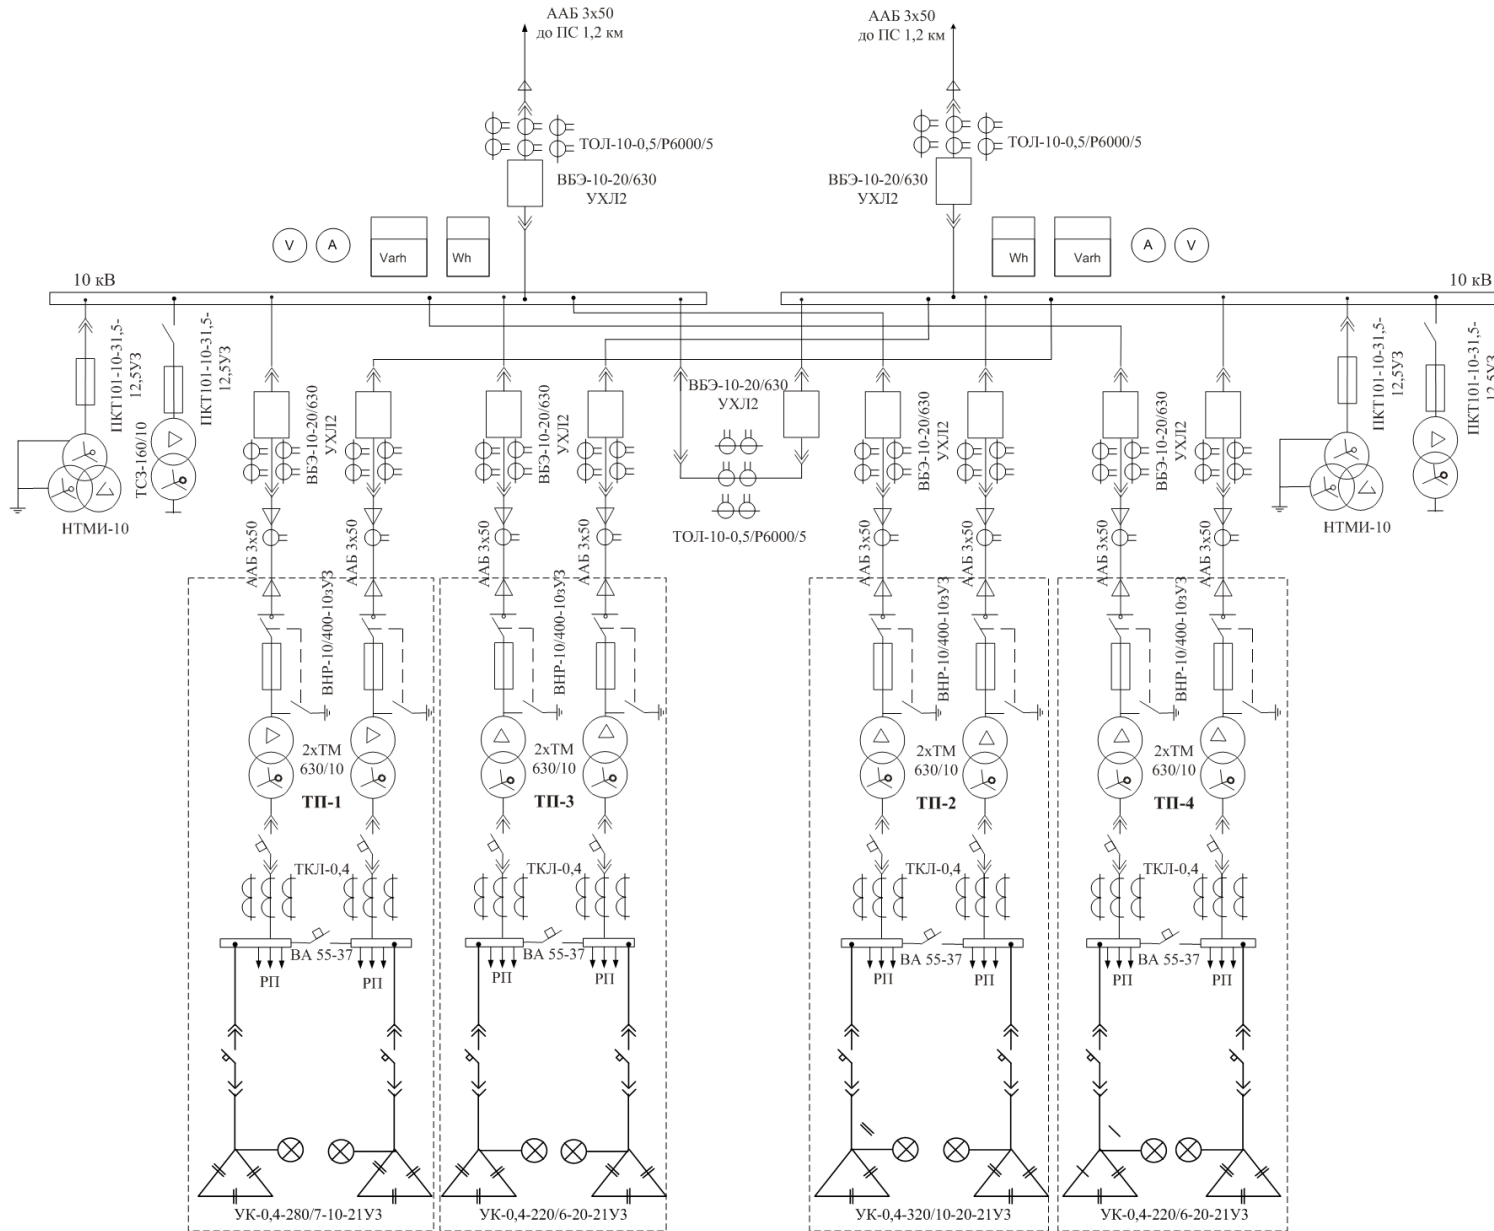 ААБ 3х50
до ПС 1,2 км
ААБ 3х50
до ПС 1,2 км
ТОЛ-10-0,5/Р6000/5
ТОЛ-10-0,5/Р6000/5
ВБЭ-10-20/630
УХЛ2
ВБЭ-10-20/630
УХЛ2
V
A
Varh
Wh
Wh
Varh
A
V
10 кВ
10 кВ
ПКТ101-10-31,5-
12,5УЗ
ПКТ101-10-31,5-
12,5УЗ
ПКТ101-10-31,5-
12,5УЗ
ПКТ101-10-31,5-
12,5УЗ
ТСЗ-160/10
НТМИ-10
НТМИ-10
ВБЭ-10-20/630
УХЛ2
ВБЭ-10-20/630
УХЛ2
ВБЭ-10-20/630
УХЛ2
ВБЭ-10-20/630
УХЛ2
ВБЭ-10-20/630
УХЛ2
ТОЛ-10-0,5/Р6000/5
ААБ 3х50
ААБ 3х50
ААБ 3х50
ААБ 3х50
ААБ 3х50
ААБ 3х50
ААБ 3х50
ААБ 3х50
ВНР-10/400-10зУЗ
ВНР-10/400-10зУЗ
ВНР-10/400-10зУЗ
ВНР-10/400-10зУЗ
2хТМ
630/10
ТП-1
2хТМ
630/10
ТП-3
2хТМ
630/10
ТП-2
2хТМ
630/10
ТП-4
ТКЛ-0,4
ТКЛ-0,4
ТКЛ-0,4
ТКЛ-0,4
ВА 55-37
ВА 55-37
ВА 55-37
ВА 55-37
РП
РП
РП
РП
РП
РП
РП
РП
УК-0,4-280/7-10-21УЗ
УК-0,4-220/6-20-21УЗ
УК-0,4-320/10-20-21УЗ
УК-0,4-220/6-20-21УЗ